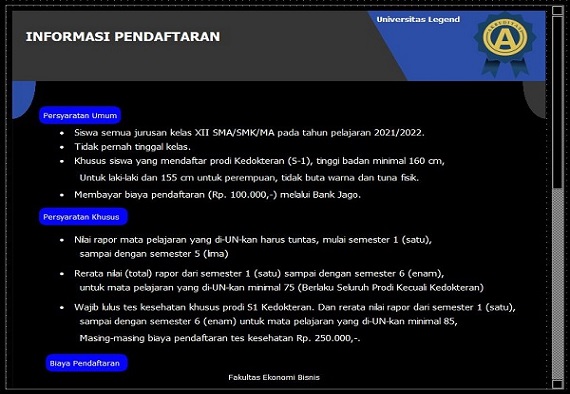 Universitas Legend
INFORMASI PENDAFTARAN
AKREDITASI
A
Persyaratan Umum
• Siswa semua jurusan kelas XII SMA/SMK/MA pada tahun pelajaran 2021/2022.
• Tidak pernah tinggal kelas.
• Khusus siswa yang mendaftar prodi Kedokteran (S-1), tinggi badan minimal 160 cm,
Untuk laki-laki dan 155 cm untuk perempuan, tidak buta warna dan tuna fisik.
• Membayar biaya pendaftaran (Rp. 100.000,-) melalui Bank Jago.
Persyaratan Khusus
• Nilai rapor mata pelajaran yang di-UN-kan harus tuntas, mulai semester 1 (satu),
sampai dengan semester 5 (lima)
• Rerata nilai (total) rapor dari semester 1 (satu) sampai dengan semester 6 (enam),
untuk mata pelajaran yang di-UN-kan minimal 75 (Berlaku Seluruh Prodi Kecuali Kedokteran)
• Wajib lulus tes kesehatan khusus prodi S1 Kedokteran. Dan rerata nilai rapor dari semester 1 (satu),
sampai dengan semester 6 (enam) untuk mata pelajaran yang di-UN-kan minimal 85,
Masing-masing biaya pendaftaran tes kesehatan Rp. 250.000,-.
Biaya Pendaftaran
Fakultas Ekonomi Bisnis